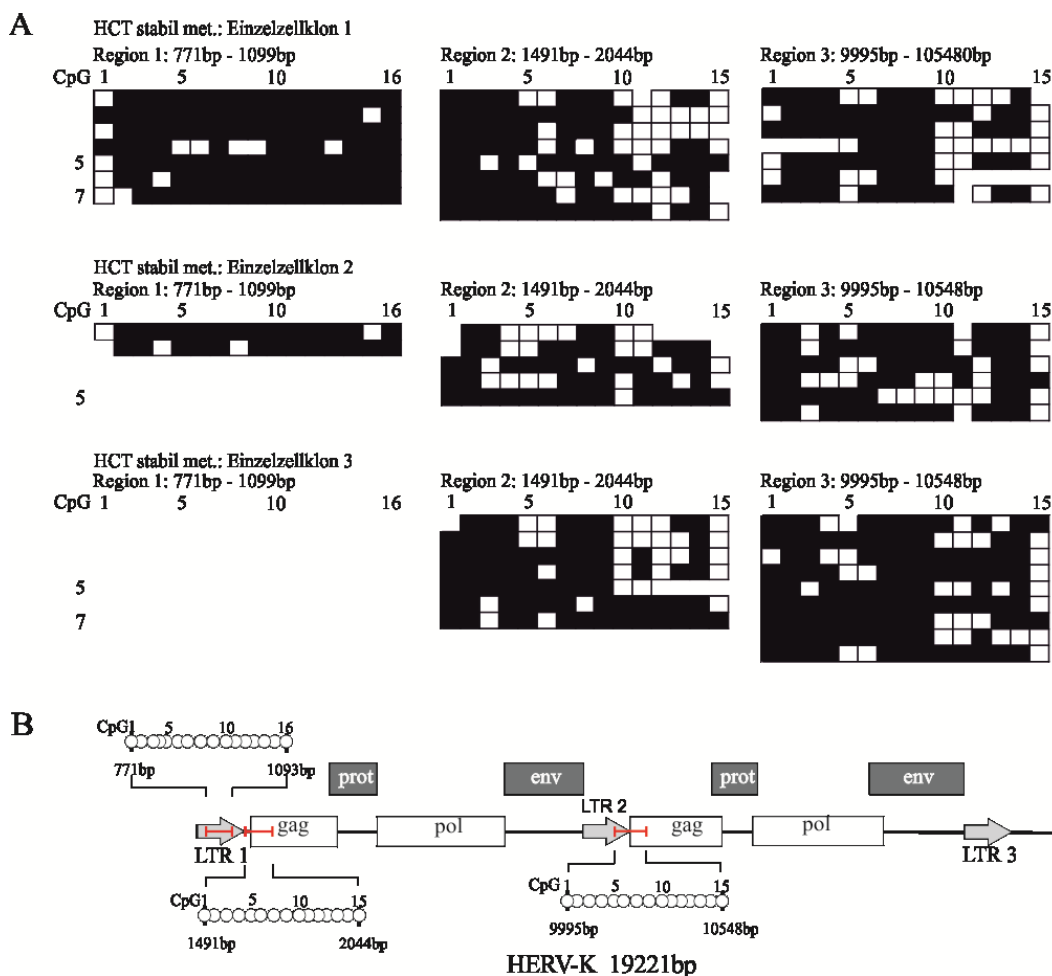 A
HCT stabil met.: Einzelzellklon 1
Region 1: 771bp - 1099bp
Region 2: 1491bp - 2044bp
Region 3: 9995bp - 105480bp
CpG 1 5 10 16
1 5 10 15
1 5 10 15
5
7
HCT stabil met.: Einzelzellklon 2
Region 1: 771bp - 1099bp
Region 2: 1491bp - 2044bp
Region 3: 9995bp - 10548bp
CpG 1 5 10 16
1 5 10 15
1 5 10 15
5
HCT stabil met.: Einzelzellklon 3
Region 1: 771bp - 1099bp
Region 2: 1491bp - 2044bp
Region 3: 9995bp - 10548bp
CpG 1 5 10 16
1 5 10 15
1 5 10 15
5
7
B
CpG1 5 10 16
771bp 1093bp
prot env prot env
LTR 2
gag pol gag pol
LTR 1 LTR 3
CpG1 5 10 15
CpG 1 5 10 15
1491bp 2044bp
9995bp 10548bp
HERV-K 19221bp